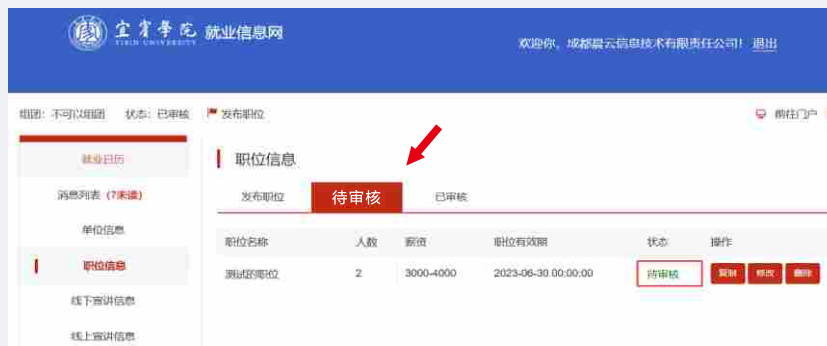 宜宾学院 就业信息网
YIBIN UNIVERSITY
欢迎你，成都晨云信息技术有限责任公司！ 退出
组团：不可以组团 状态：已审核 发布职位 前往门户
就业日历
消息列表（7未读）
单位信息
职位信息
线下宣讲信息
线上宣讲信息
职位信息
发布职位 待审核 已审核
职位名称 人数 薪资 职位有效期 状态 操作
测试的职位 2 3000-4000 2023-06-30 00:00:00 待审核 复制 修改 删除